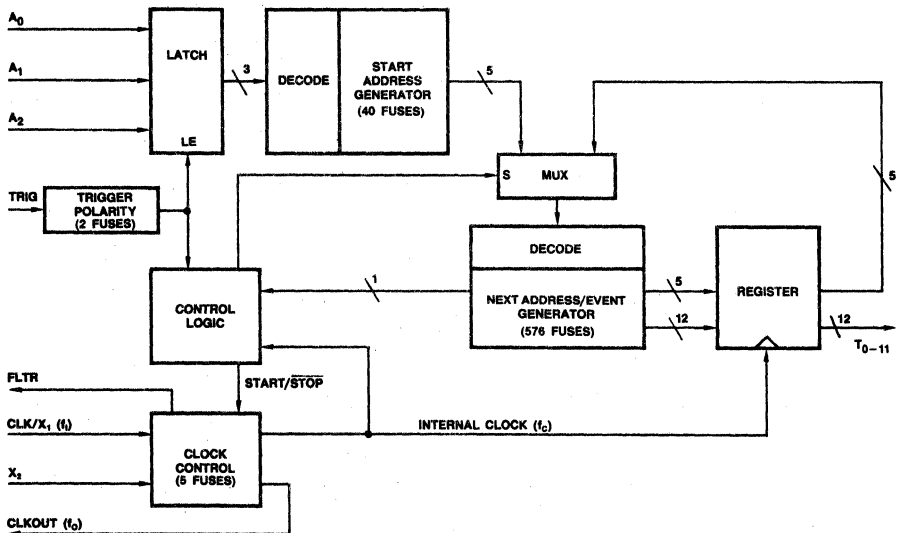 A0
A1
A2
LATCH
LE
3
DECODE
START
ADDRESS
GENERATOR
(40 FUSES)
5
S MUX
5
TRIG
TRIGGER
POLARITY
(2 FUSES)
DECODE
NEXT ADDRESS/EVENT
GENERATOR
(576 FUSES)
1
5
12
REGISTER
12
T0–11
CONTROL
LOGIC
START/STOP
FLTR
CLK/X1 (fI)
X2
CLKOUT (fO)
CLOCK
CONTROL
(5 FUSES)
INTERNAL CLOCK (fC)